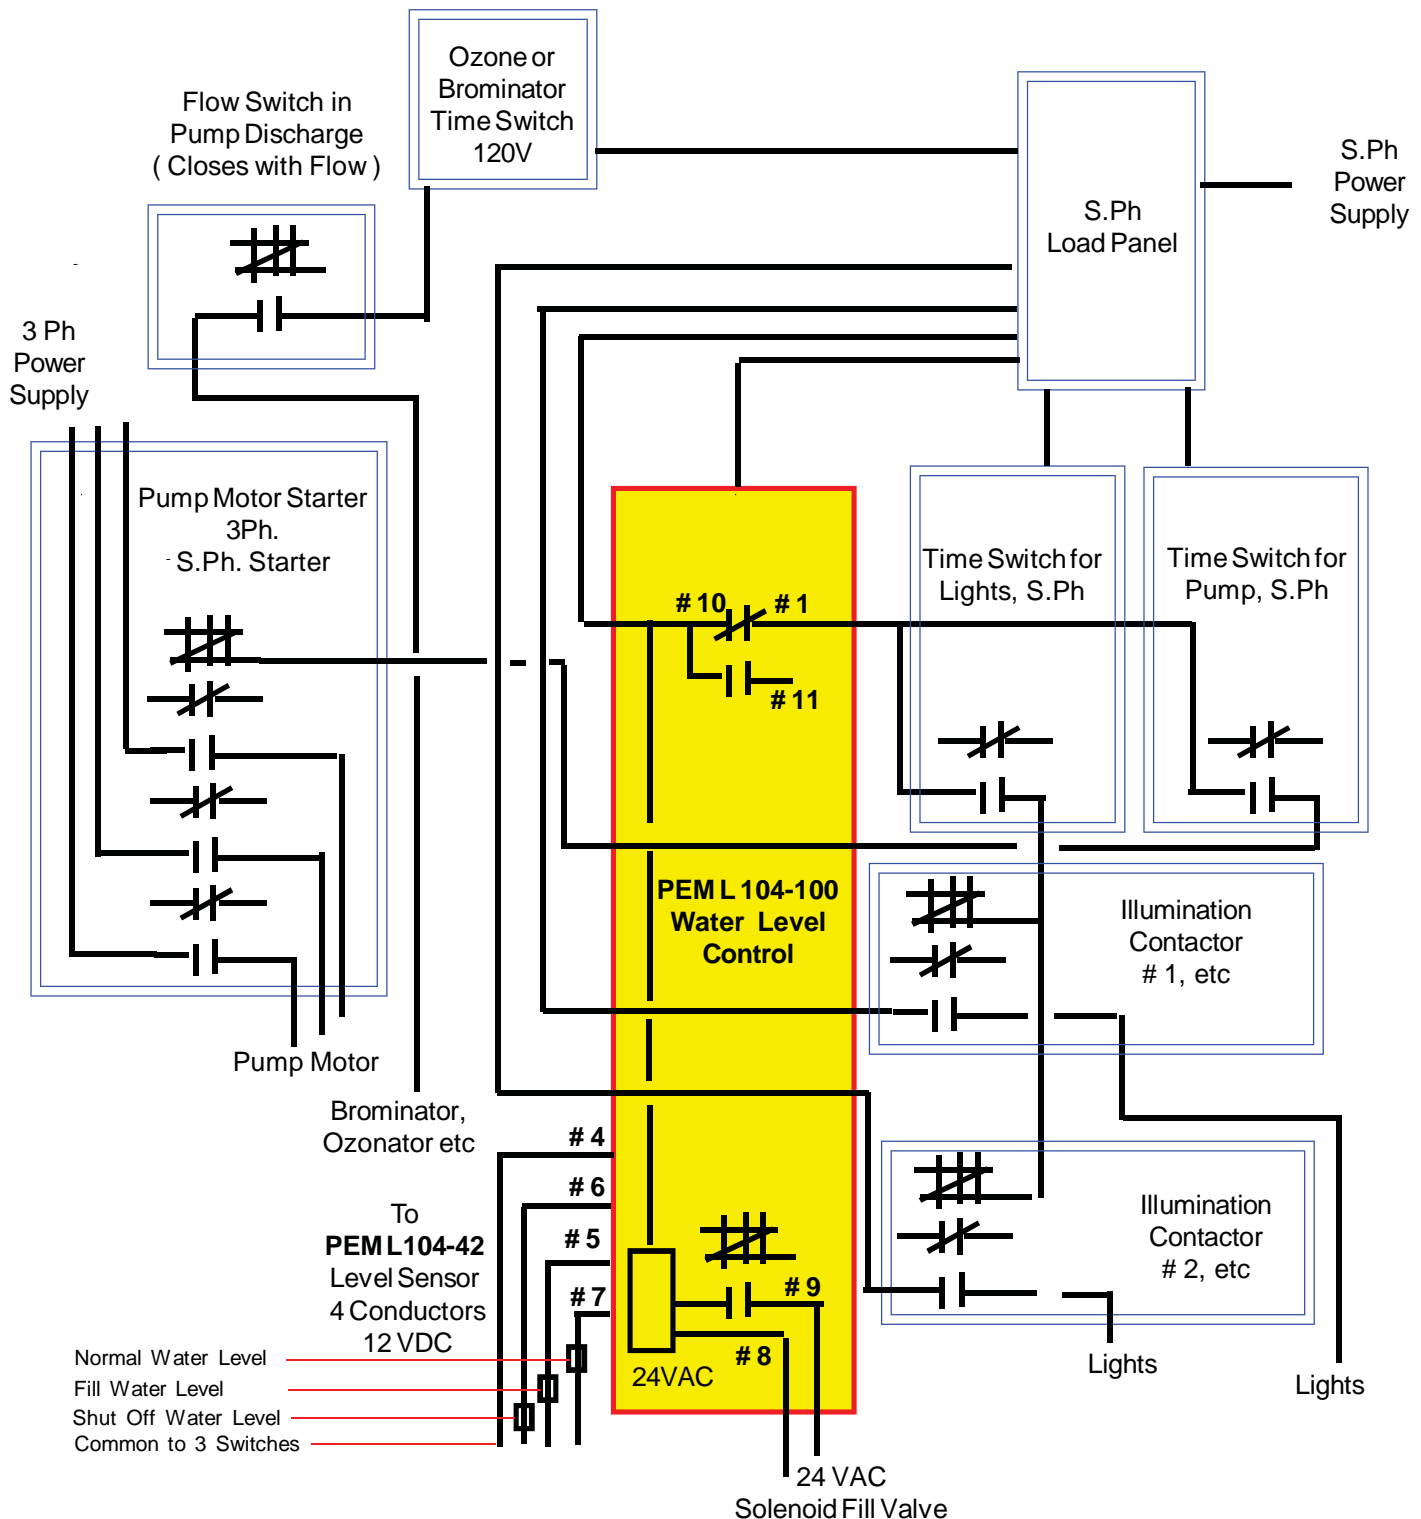 Ozone or
Brominator
Time Switch
120V
Flow Switch in
Pump Discharge
( Closes with Flow )
S.Ph
Power
Supply
S.Ph
Load Panel
3 Ph
Power
Supply
Pump Motor Starter
3Ph.
S.Ph. Starter
Time Switch for
Lights, S.Ph
Time Switch for
Pump, S.Ph
# 10
# 1
# 11
PEM L 104-100
Water Level
Control
Illumination
Contactor
# 1, etc
Pump Motor
Brominator,
Ozonator etc
# 4
# 6
# 5
# 7
To
PEM L104-42
Level Sensor
4 Conductors
12 VDC
Illumination
Contactor
# 2, etc
# 9
# 8
24VAC
Normal Water Level
Fill Water Level
Shut Off Water Level
Common to 3 Switches
Lights
Lights
24 VAC
Solenoid Fill Valve